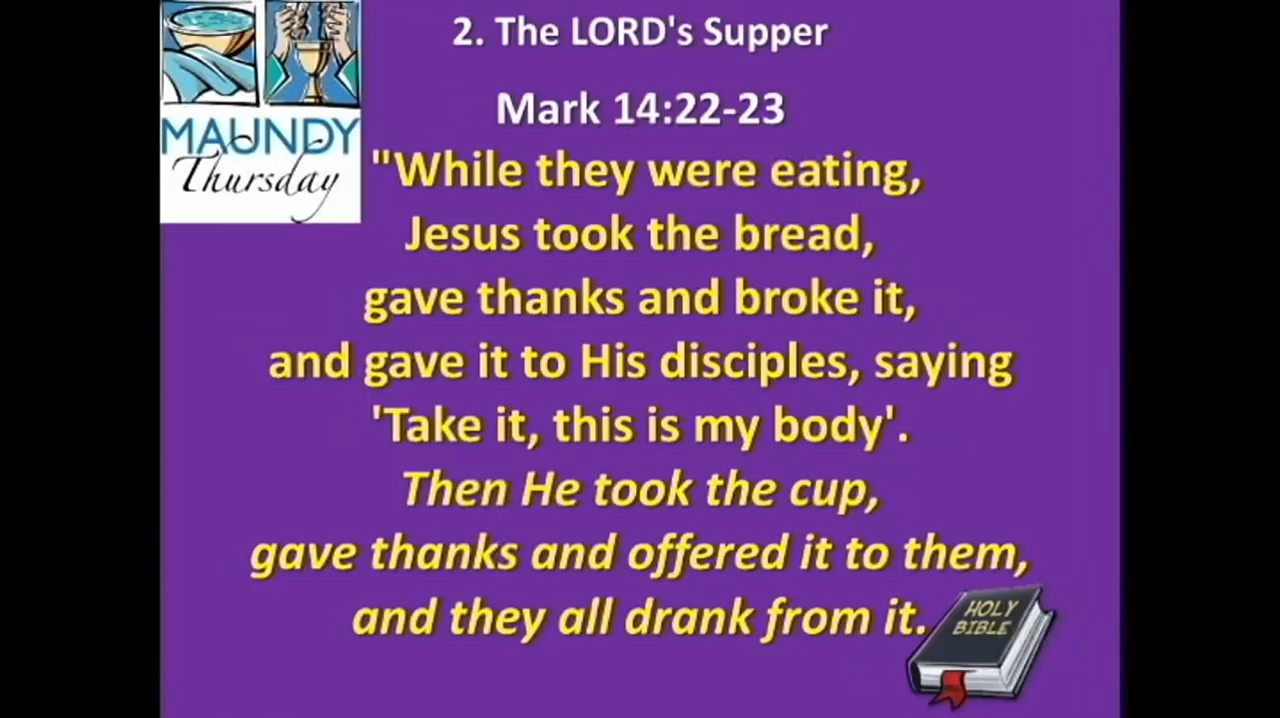 2. The LORD's Supper
Mark 14:22-23
MAUNDY
Thursday
"While they were eating,
Jesus took the bread,
gave thanks and broke it,
and gave it to His disciples, saying
'Take it, this is my body'.
Then He took the cup,
gave thanks and offered it to them,
and they all drank from it.
HOLY
BIBLE